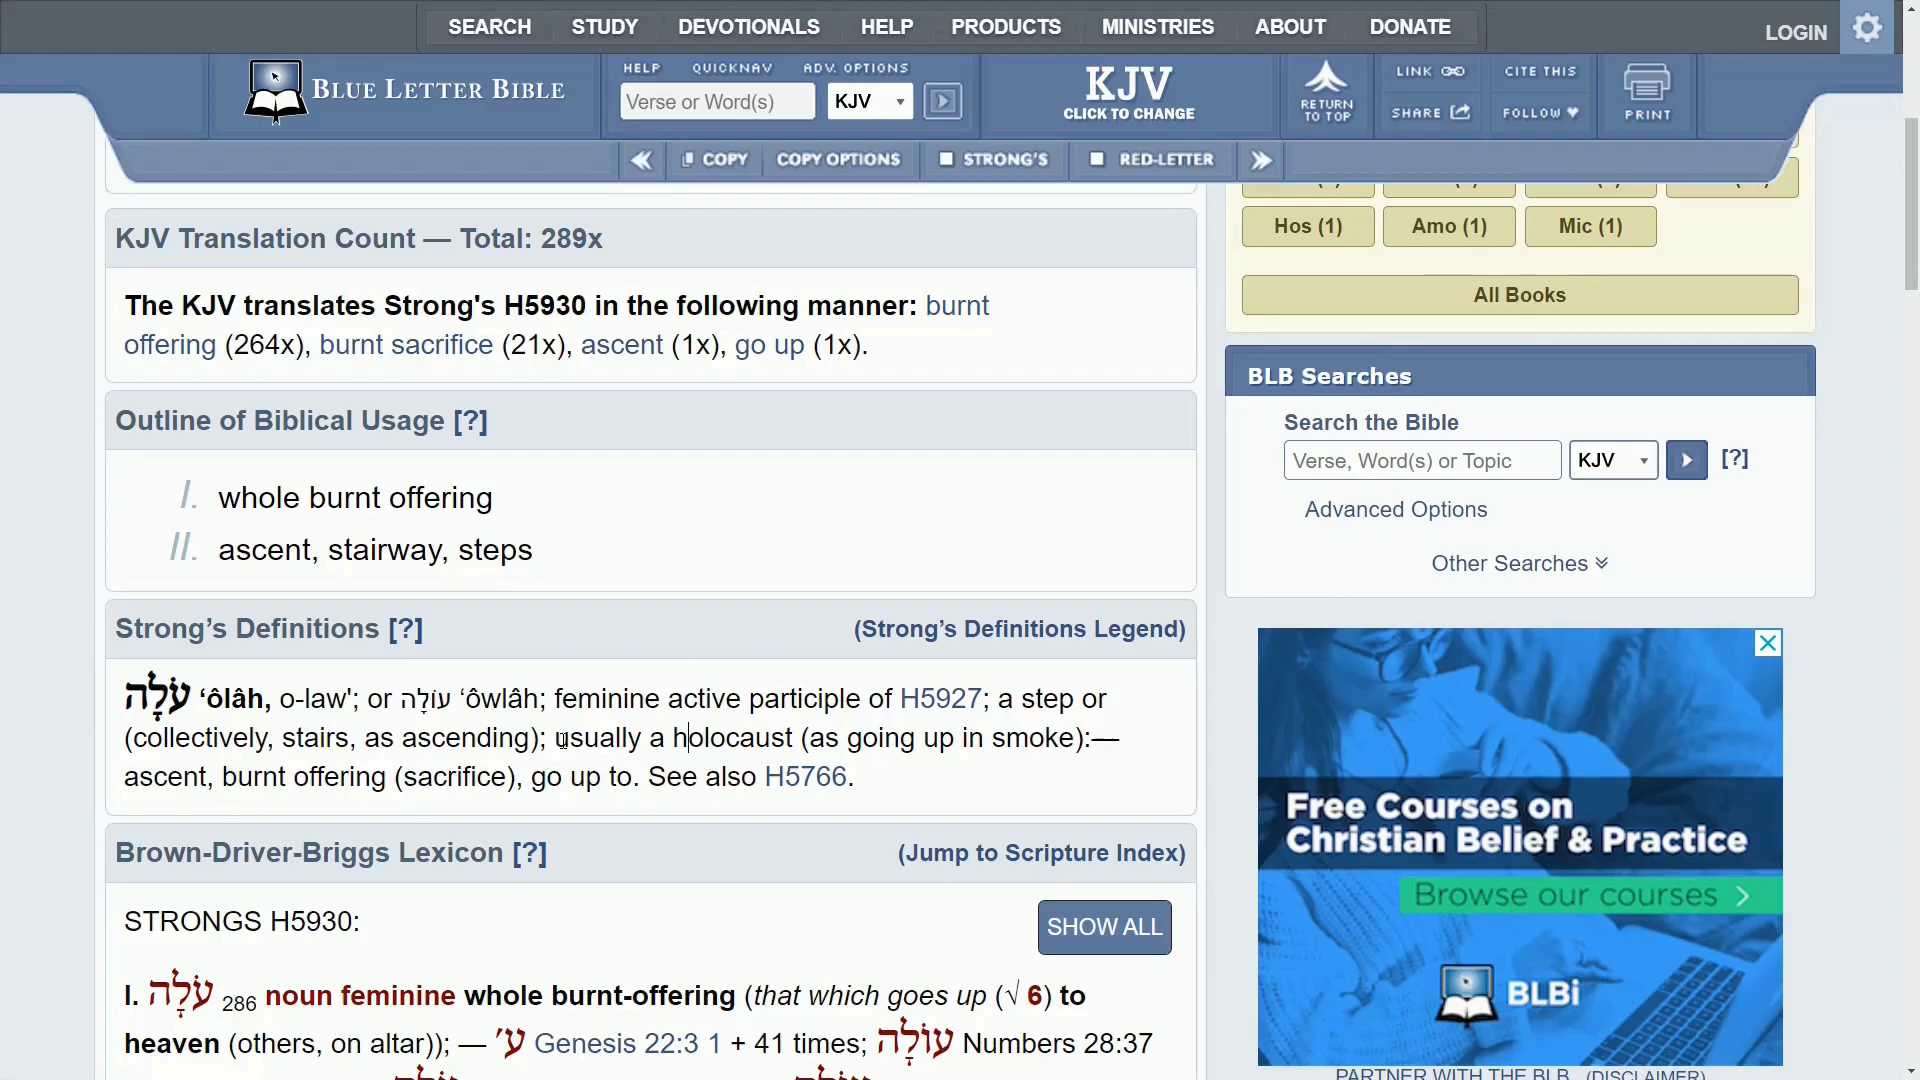 SEARCH STUDY DEVOTIONALS HELP PRODUCTS MINISTRIES ABOUT DONATE LOGIN
BLUE LETTER BIBLE
HELP QUICKNAV ADV. OPTIONS
Verse or Word(s) KJV
KJV
CLICK TO CHANGE
RETURN
TO TOP
LINK CITE THIS
SHARE FOLLOW
PRINT
COPY COPY OPTIONS STRONG'S RED-LETTER
KJV Translation Count — Total: 289x
The KJV translates Strong's H5930 in the following manner: burnt
offering (264x), burnt sacrifice (21x), ascent (1x), go up (1x).
Outline of Biblical Usage [?]
I. whole burnt offering
II. ascent, stairway, steps
Strong’s Definitions [?] (Strong’s Definitions Legend)
עֹלָה ʻôlâh, o-law'; or עוֹלָה ʻôwlâh; feminine active participle of H5927; a step or
(collectively, stairs, as ascending); usually a holocaust (as going up in smoke):—
ascent, burnt offering (sacrifice), go up to. See also H5766.
Brown-Driver-Briggs Lexicon [?] (Jump to Scripture Index)
STRONGS H5930:
SHOW ALL
I. עֹלָה 286 noun feminine whole burnt-offering (that which goes up (√ 6) to
heaven (others, on altar)); — ׳ע Genesis 22:3 1 + 41 times; עוֹלָה Numbers 28:37
Hos (1) Amo (1) Mic (1)
All Books
BLB Searches
Search the Bible
Verse, Word(s) or Topic KJV [?]
Advanced Options
Other Searches
Free Courses on
Christian Belief & Practice
Browse our courses >
BLBi
PARTNER WITH THE BLB (DISCLAIMER)